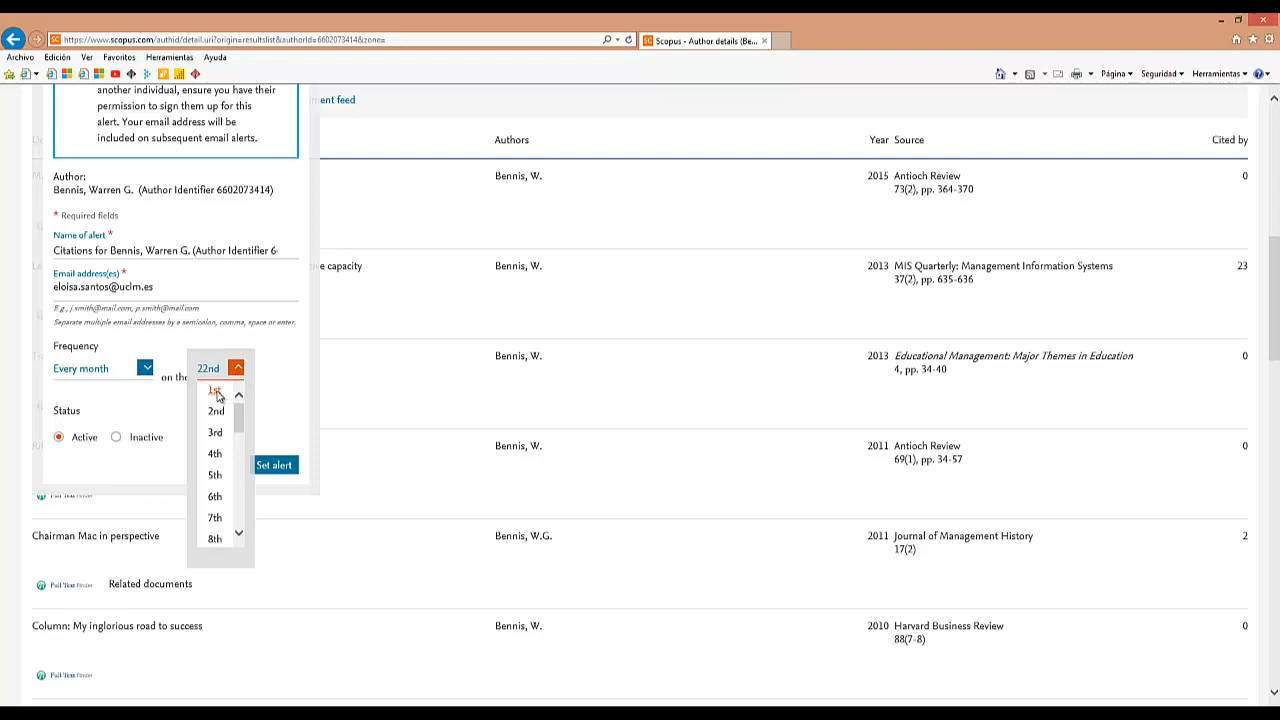 https://www.scopus.com/authid/detail.uri?origin=resultslist&authorId=6602073414&zone=
Scopus - Author details (Be...
Archivo Edición Ver Favoritos Herramientas Ayuda
Página Seguridad Herramientas
another individual, ensure you have their
permission to sign them up for this
alert. Your email address will be
included on subsequent email alerts.
ent feed
Authors Year Source Cited by
Author:
Bennis, Warren G. (Author Identifier 6602073414)
* Required fields
Name of alert *
Citations for Bennis, Warren G. (Author Identifier 6
Email address(es) *
eloisa.santos@uclm.es
E.g., j.smith@mail.com, p.smith@mail.com
Separate multiple email addresses by a semicolon, comma, space or enter.
Frequency
Every month on the 22nd
1st
2nd
3rd
4th
5th
6th
7th
8th
Status
Active Inactive
Set alert
Bennis, W. 2015 Antioch Review 0
73(2), pp. 364-370
e capacity Bennis, W. 2013 MIS Quarterly: Management Information Systems 23
37(2), pp. 635-636
Bennis, W. 2013 Educational Management: Major Themes in Education 0
4, pp. 34-40
Bennis, W. 2011 Antioch Review 0
69(1), pp. 34-57
Chairman Mac in perspective Bennis, W.G. 2011 Journal of Management History 2
17(2)
Full Text Finder Related documents
Column: My inglorious road to success Bennis, W. 2010 Harvard Business Review 0
88(7-8)
Full Text Finder